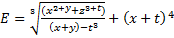 E = ∛((x^{2+y}+z^{3+t})/((x+y)−t^{3})) + (x + t)^{4}